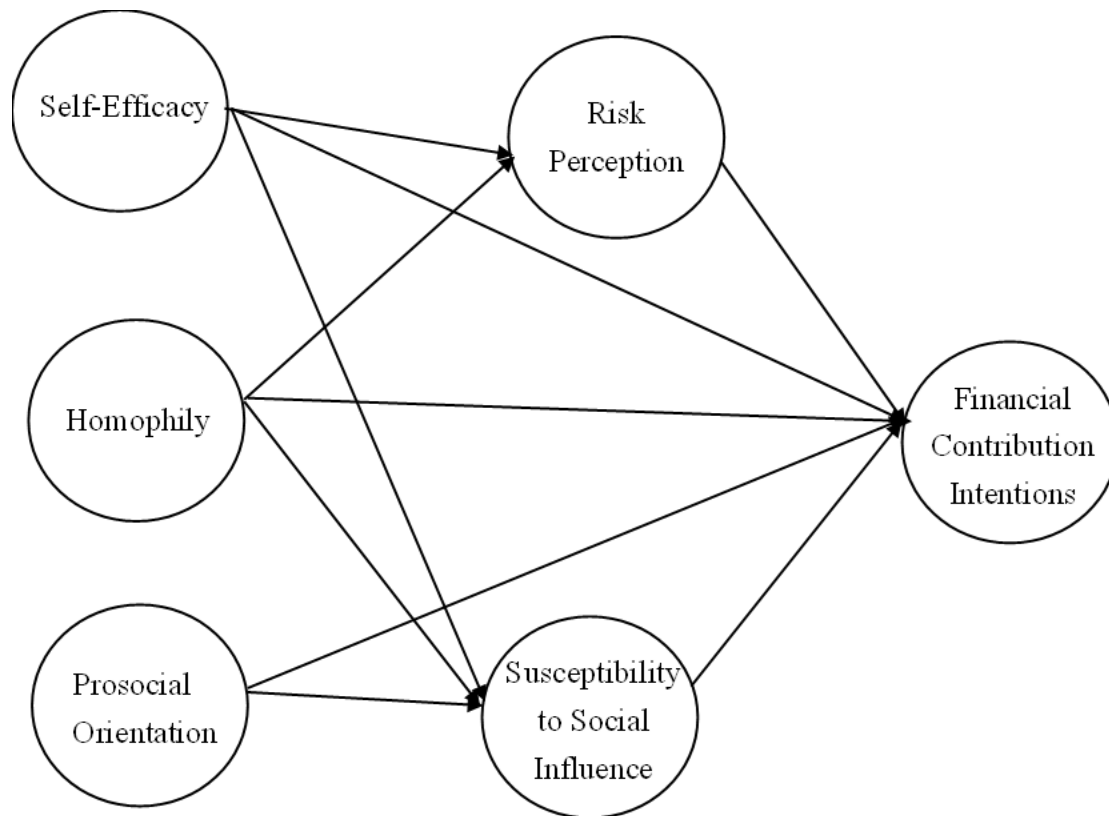 Self-Efficacy
Risk
Perception
Homophily
Financial
Contribution
Intentions
Prosocial
Orientation
Susceptibility
to Social
Influence